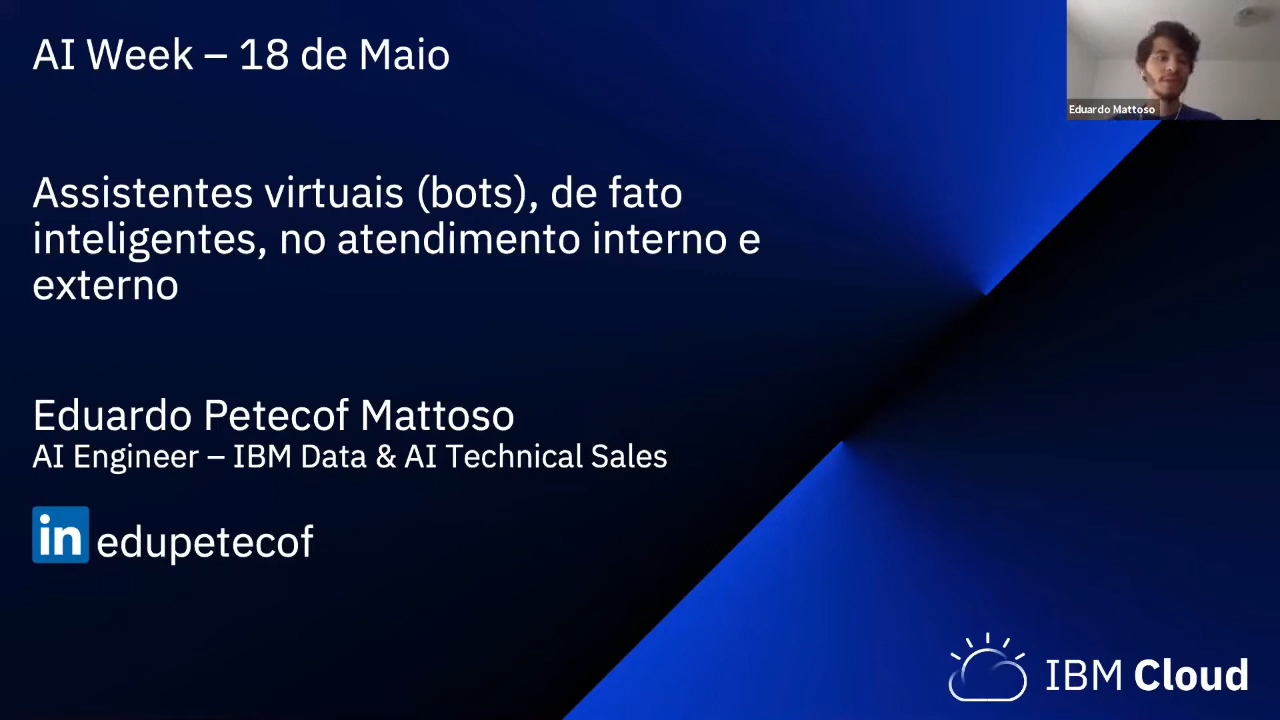 AI Week – 18 de Maio
Eduardo Mattoso
Assistentes virtuais (bots), de fato
inteligentes, no atendimento interno e
externo
Eduardo Petecof Mattoso
AI Engineer – IBM Data & AI Technical Sales
in edupetecof
IBM Cloud